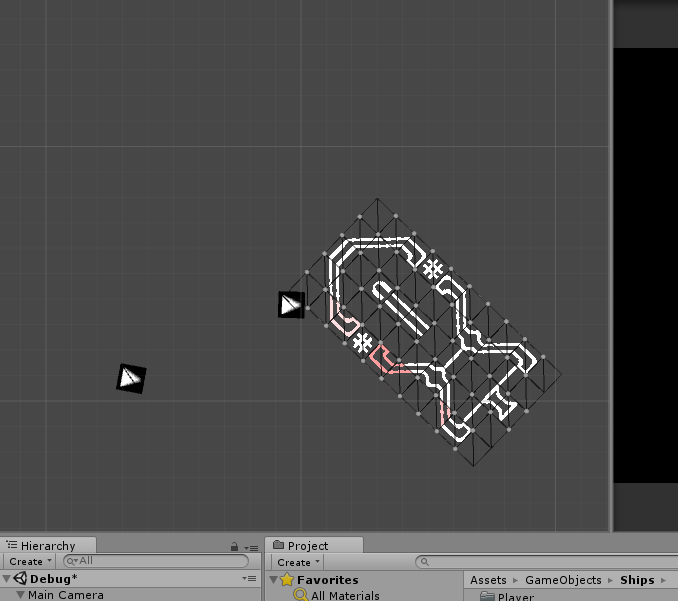 Hierarchy
Project
Create
All
Create
Debug*
Favorites
Assets GameObjects Ships
Main Camera
All Materials
Player